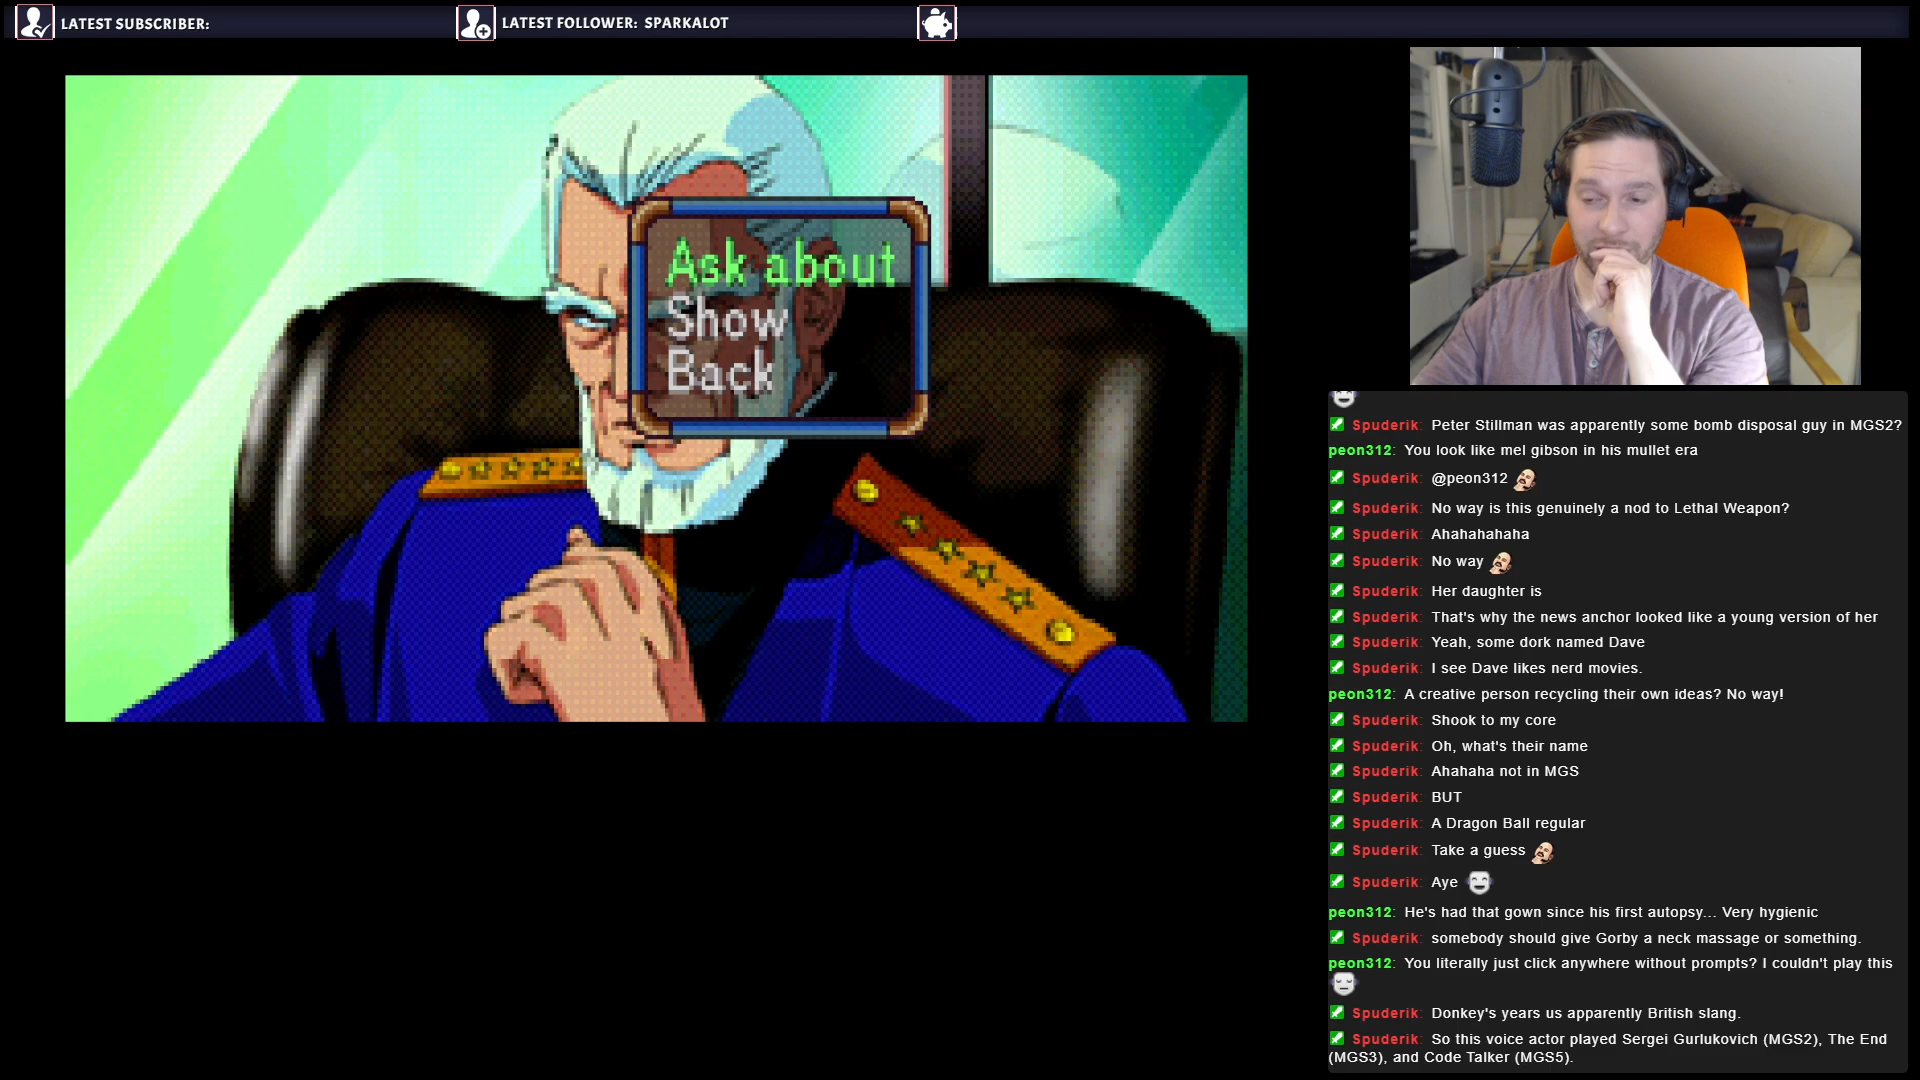 LATEST SUBSCRIBER:
LATEST FOLLOWER: SPARKALOT
Ask about
Show
Back
Spuderik: Peter Stillman was apparently some bomb disposal guy in MGS2?
peon312: You look like mel gibson in his mullet era
Spuderik: @peon312
Spuderik: No way is this genuinely a nod to Lethal Weapon?
Spuderik: Ahahahahaha
Spuderik: No way
Spuderik: Her daughter is
Spuderik: That's why the news anchor looked like a young version of her
Spuderik: Yeah, some dork named Dave
Spuderik: I see Dave likes nerd movies.
peon312: A creative person recycling their own ideas? No way!
Spuderik: Shook to my core
Spuderik: Oh, what's their name
Spuderik: Ahahaha not in MGS
Spuderik: BUT
Spuderik: A Dragon Ball regular
Spuderik: Take a guess
Spuderik: Aye
peon312: He's had that gown since his first autopsy... Very hygienic
Spuderik: somebody should give Gorby a neck massage or something.
peon312: You literally just click anywhere without prompts? I couldn't play this
Spuderik: Donkey's years us apparently British slang.
Spuderik: So this voice actor played Sergei Gurlukovich (MGS2), The End
(MGS3), and Code Talker (MGS5).